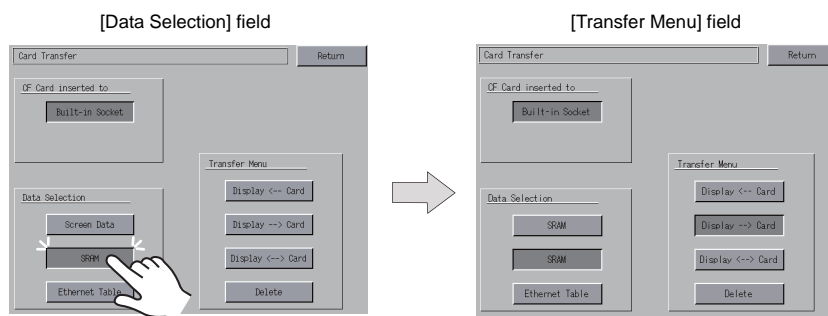 [Data Selection] field
Card Transfer
Return
CF Card inserted to
Built-in Socket
Transfer Menu
Display <-- Card
Data Selection
Screen Data
Display --> Card
SRAM
Display <--> Card
Ethernet Table
Delete
[Transfer Menu] field
Card Transfer
Return
CF Card inserted to
Built-in Socket
Transfer Menu
Display <-- Card
Data Selection
SRAM
Display --> Card
SRAM
Display <--> Card
Ethernet Table
Delete